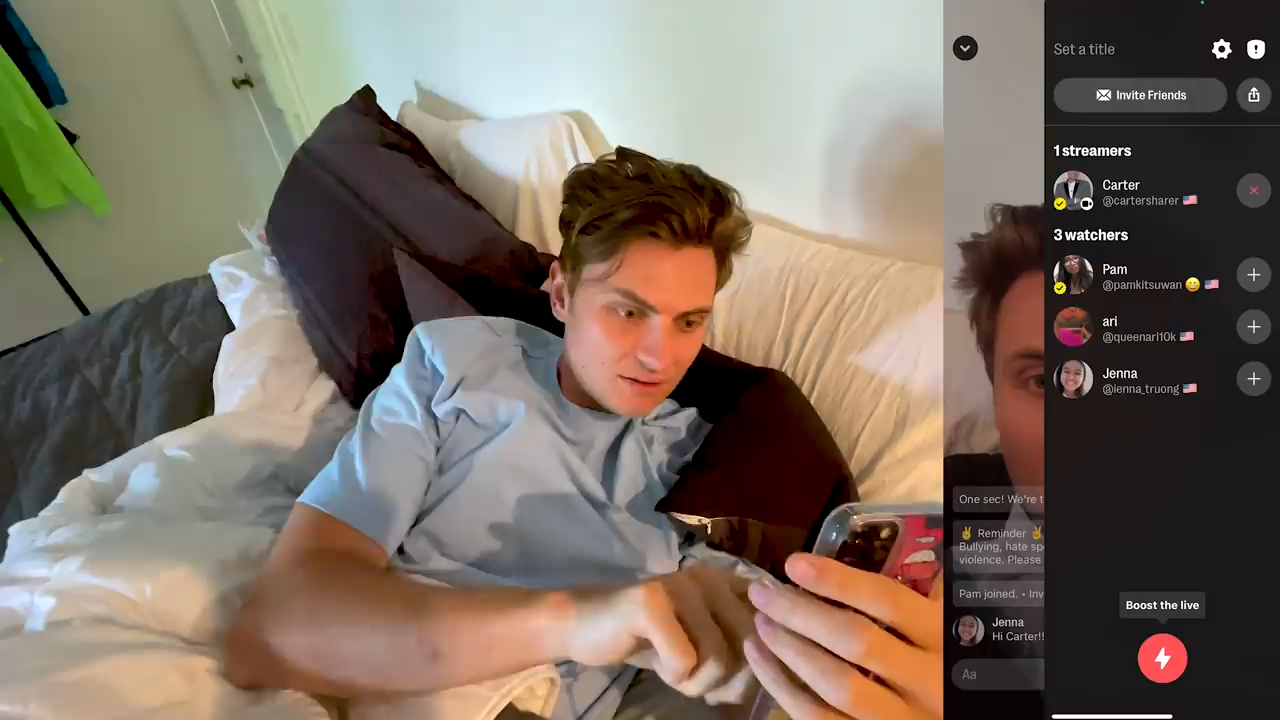 Set a title
Invite Friends
1 streamers
Carter
@cartersharer 🇺🇸
3 watchers
Pam
@pamkitsuwan 😀 🇺🇸
ari
@queenari10k 🇺🇸
Jenna
@lenna_truong 🇺🇸
One sec! We're t
✌️ Reminder ✌️
Bullying, hate sp
violence. Please
Pam joined. • Inv
Jenna
Hi Carter!!
Boost the live
Aa